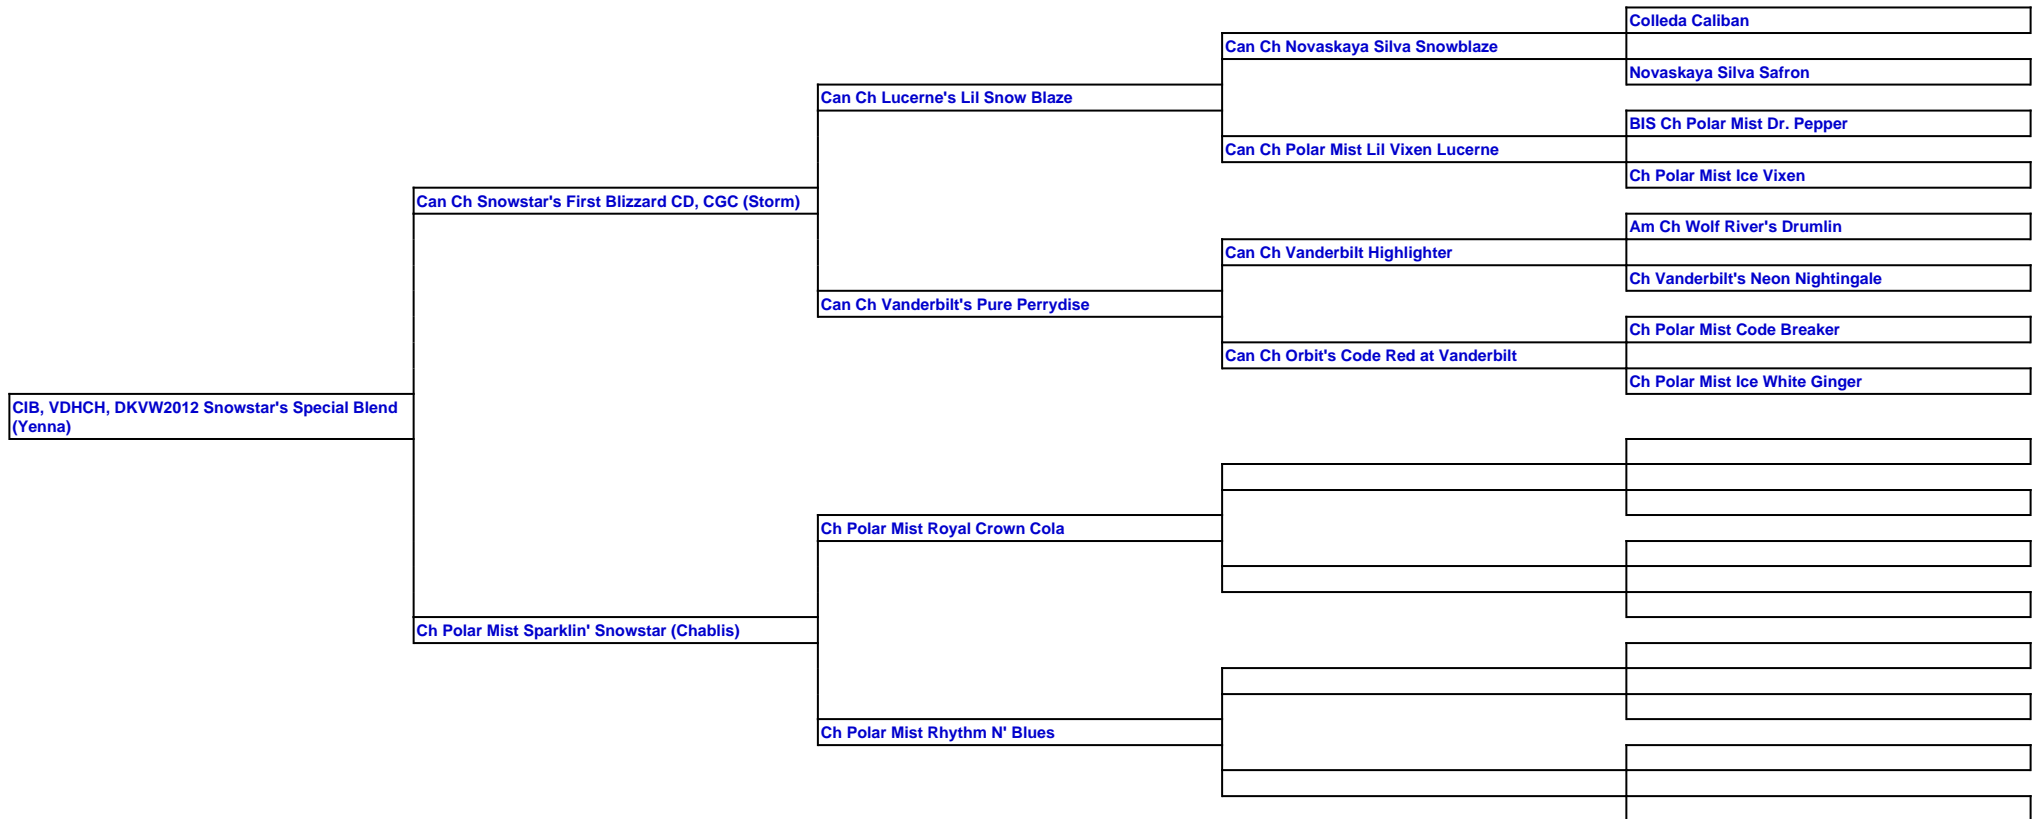 Colleda Caliban
Can Ch Novaskaya Silva Snowblaze
Novaskaya Silva Safron
Can Ch Lucerne's Lil Snow Blaze
BIS Ch Polar Mist Dr. Pepper
Can Ch Polar Mist Lil Vixen Lucerne
Ch Polar Mist Ice Vixen
Can Ch Snowstar's First Blizzard CD, CGC (Storm)
Am Ch Wolf River's Drumlin
Can Ch Vanderbilt Highlighter
Ch Vanderbilt's Neon Nightingale
Can Ch Vanderbilt's Pure Perrydise
Ch Polar Mist Code Breaker
Can Ch Orbit's Code Red at Vanderbilt
Ch Polar Mist Ice White Ginger
CIB, VDHCH, DKVW2012 Snowstar's Special Blend
(Yenna)
Ch Polar Mist Royal Crown Cola
Ch Polar Mist Sparklin' Snowstar (Chablis)
Ch Polar Mist Rhythm N' Blues